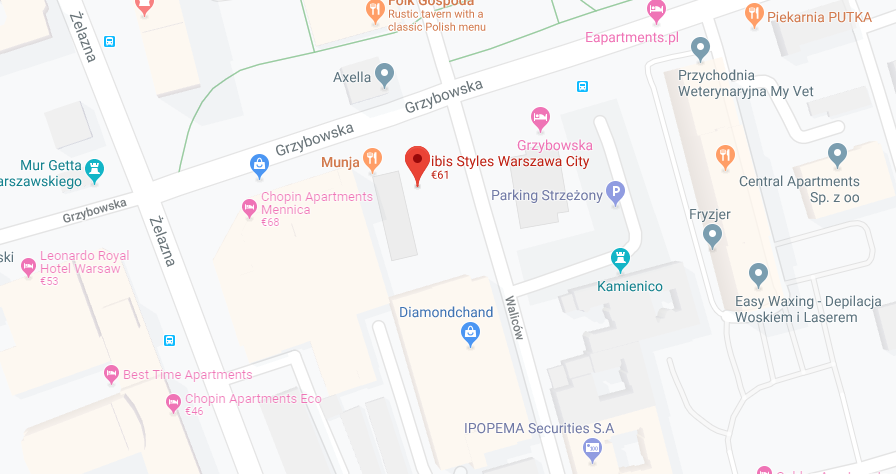 Folk Gospoda
Rustic tavern with a
classic Polish menu
Żelazna
Eapartments.pl
Piekarnia PUTKA
Axella
Przychodnia
Weterynaryjna My Vet
Grzybowska
Grzybowska
Grzybowska
Munja
ibis Styles Warszawa City
€61
Mur Getta
arszawskiego
Chopin Apartments
Mennica
€68
Parking Strzeżony
P
Central Apartments
Sp. z oo
Grzybowska
Żelazna
Fryzjer
ski
Leonardo Royal
Hotel Warsaw
€53
Kamienico
Easy Waxing - Depilacja
Woskiem i Laserem
Diamondchand
Waliców
Best Time Apartments
Chopin Apartments Eco
€46
IPOPEMA Securities S.A